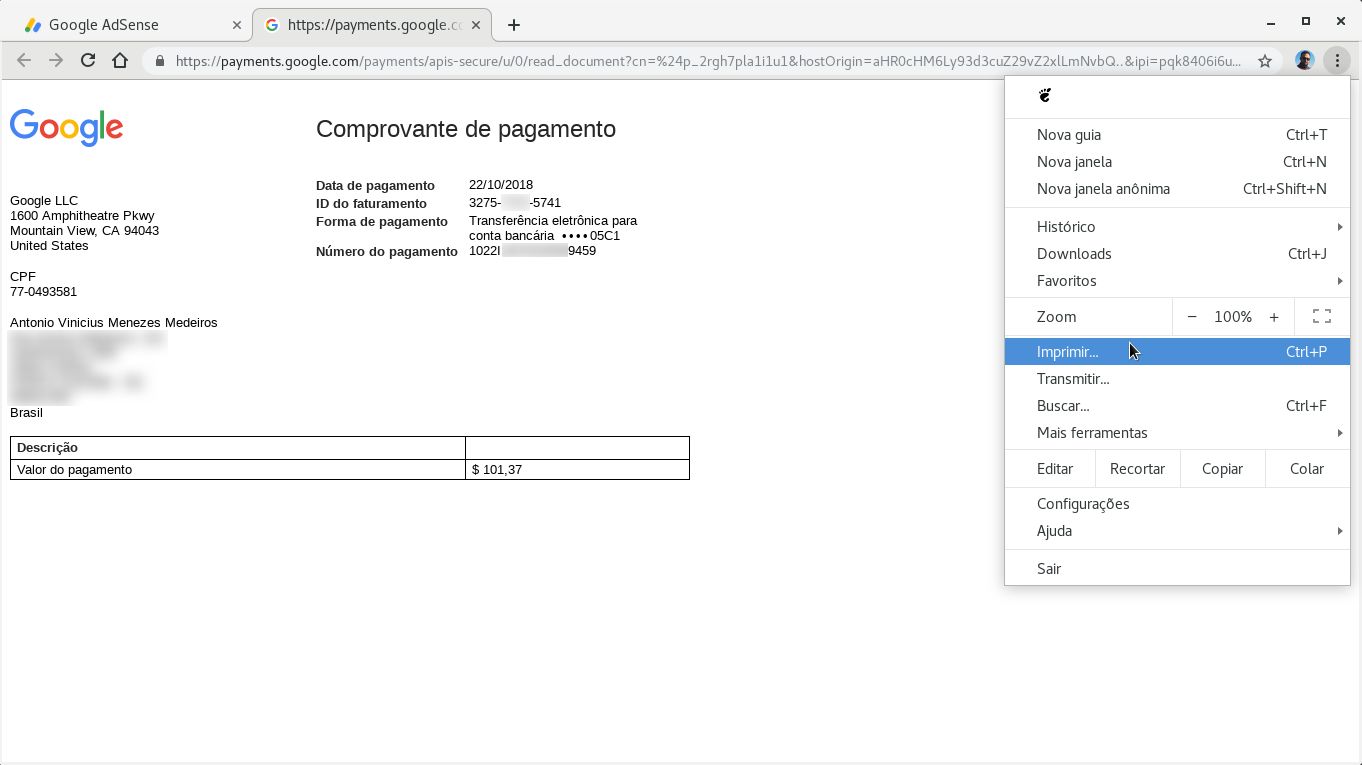 Google AdSense
https://payments.google.co
https://payments.google.com/payments/apis-secure/u/0/read_document?cn=%24p_2rgh7pla1i1u1&hostOrigin=aHR0cHM6Ly93d3cuZ29vZ2xlLmNvbQ..&ipi=pqk8406i6u...
Google
Comprovante de pagamento
Data de pagamento 22/10/2018
ID do faturamento 3275- -5741
Forma de pagamento Transferência eletrônica para
conta bancária ••••05C1
Número do pagamento 1022I 9459
Google LLC
1600 Amphitheatre Pkwy
Mountain View, CA 94043
United States
CPF
77-0493581
Antonio Vinicius Menezes Medeiros
Brasil
Descrição
Valor do pagamento $ 101,37
Nova guia Ctrl+T
Nova janela Ctrl+N
Nova janela anônima Ctrl+Shift+N
Histórico
Downloads Ctrl+J
Favoritos
Zoom − 100% +
Imprimir... Ctrl+P
Transmitir...
Buscar... Ctrl+F
Mais ferramentas
Editar Recortar Copiar Colar
Configurações
Ajuda
Sair